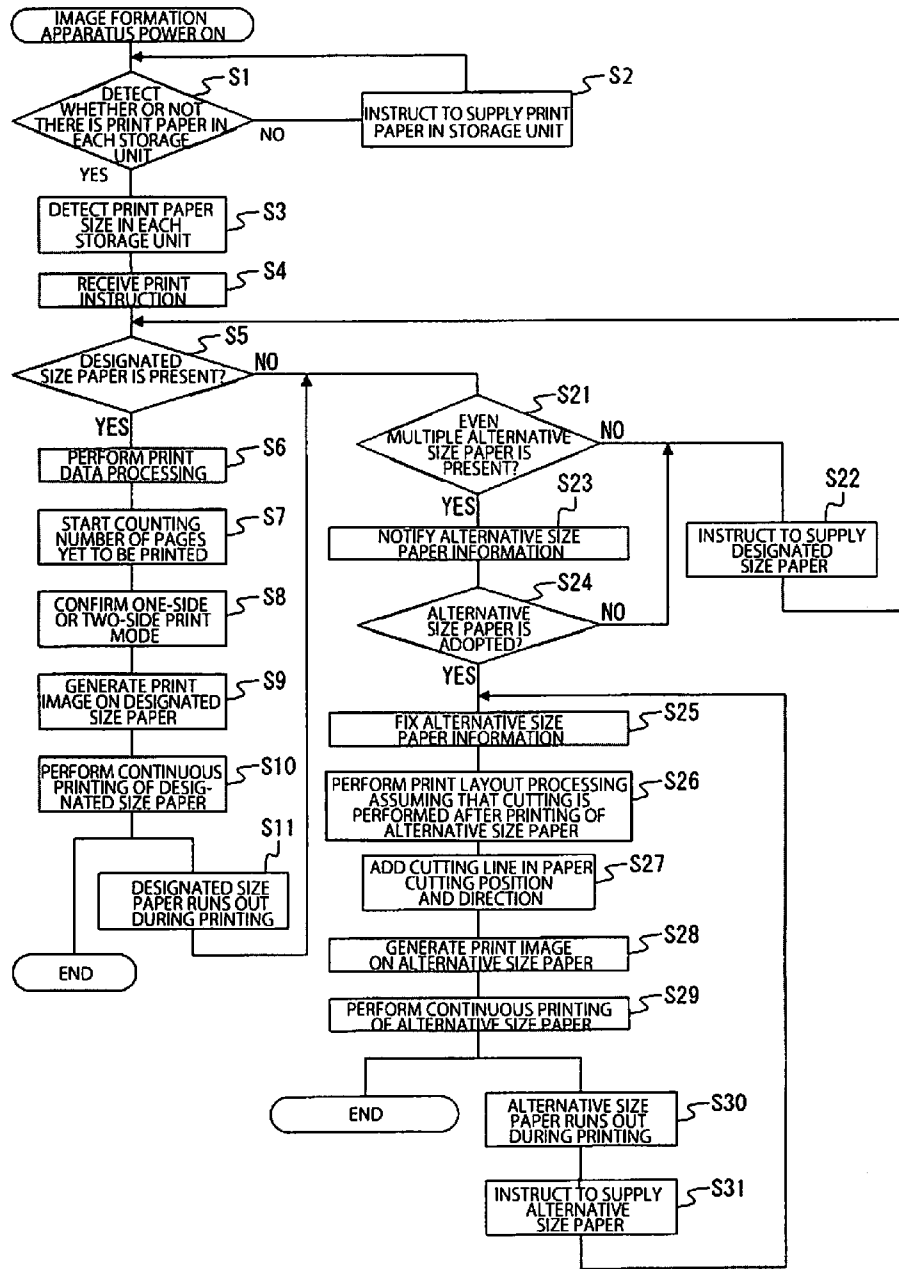 IMAGE FORMATION
APPARATUS POWER ON
S1
DETECT
WHETHER OR NOT
THERE IS PRINT PAPER IN
EACH STORAGE
UNIT
NO
YES
S2
INSTRUCT TO SUPPLY PRINT
PAPER IN STORAGE UNIT
S3
DETECT PRINT PAPER
SIZE IN EACH
STORAGE UNIT
S4
RECEIVE PRINT
INSTRUCTION
S5
DESIGNATED
SIZE PAPER IS PRESENT?
NO
YES
S6
PERFORM PRINT
DATA PROCESSING
S7
START COUNTING
NUMBER OF PAGES
YET TO BE PRINTED
S8
CONFIRM ONE-SIDE
OR TWO-SIDE PRINT
MODE
S9
GENERATE PRINT
IMAGE ON DESIGNATED
SIZE PAPER
S10
PERFORM CONTINUOUS
PRINTING OF DESIG-
NATED SIZE PAPER
S11
DESIGNATED SIZE
PAPER RUNS OUT
DURING PRINTING
END
S21
EVEN
MULTIPLE ALTERNATIVE
SIZE PAPER IS
PRESENT?
NO
YES
S22
INSTRUCT TO SUPPLY
DESIGNATED
SIZE PAPER
S23
NOTIFY ALTERNATIVE SIZE
PAPER INFORMATION
S24
ALTERNATIVE
SIZE PAPER IS
ADOPTED?
NO
YES
S25
FIX ALTERNATIVE SIZE
PAPER INFORMATION
S26
PERFORM PRINT LAYOUT PROCESSING
ASSUMING THAT CUTTING IS
PERFORMED AFTER PRINTING OF
ALTERNATIVE SIZE PAPER
S27
ADD CUTTING LINE IN PAPER
CUTTING POSITION
AND DIRECTION
S28
GENERATE PRINT IMAGE
ON ALTERNATIVE SIZE PAPER
S29
PERFORM CONTINUOUS PRINTING
OF ALTERNATIVE SIZE PAPER
END
S30
ALTERNATIVE SIZE
PAPER RUNS OUT
DURING PRINTING
S31
INSTRUCT TO SUPPLY
ALTERNATIVE
SIZE PAPER